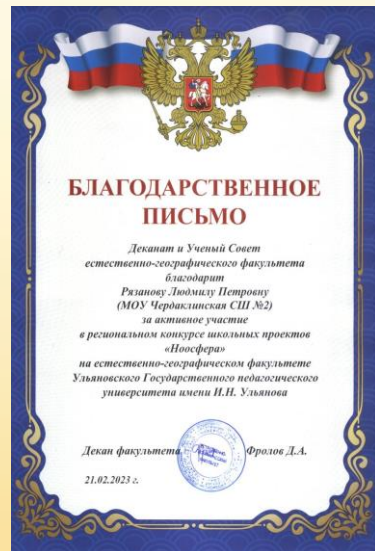 БЛАГОДАРСТВЕННОЕ
ПИСЬМО
Деканат и Ученый Совет
естественно-географического факультета
благодарит
Рязанову Людмилу Петровну
(МОУ Чердаклинская СШ №2)
за активное участие
в региональном конкурсе школьных проектов
«Ноосфера»
на естественно-географическом факультете
Ульяновского Государственного педагогического
университета имени И.Н. Ульянова
Декан факультета Фролов Д.А.
21.02.2023 г.